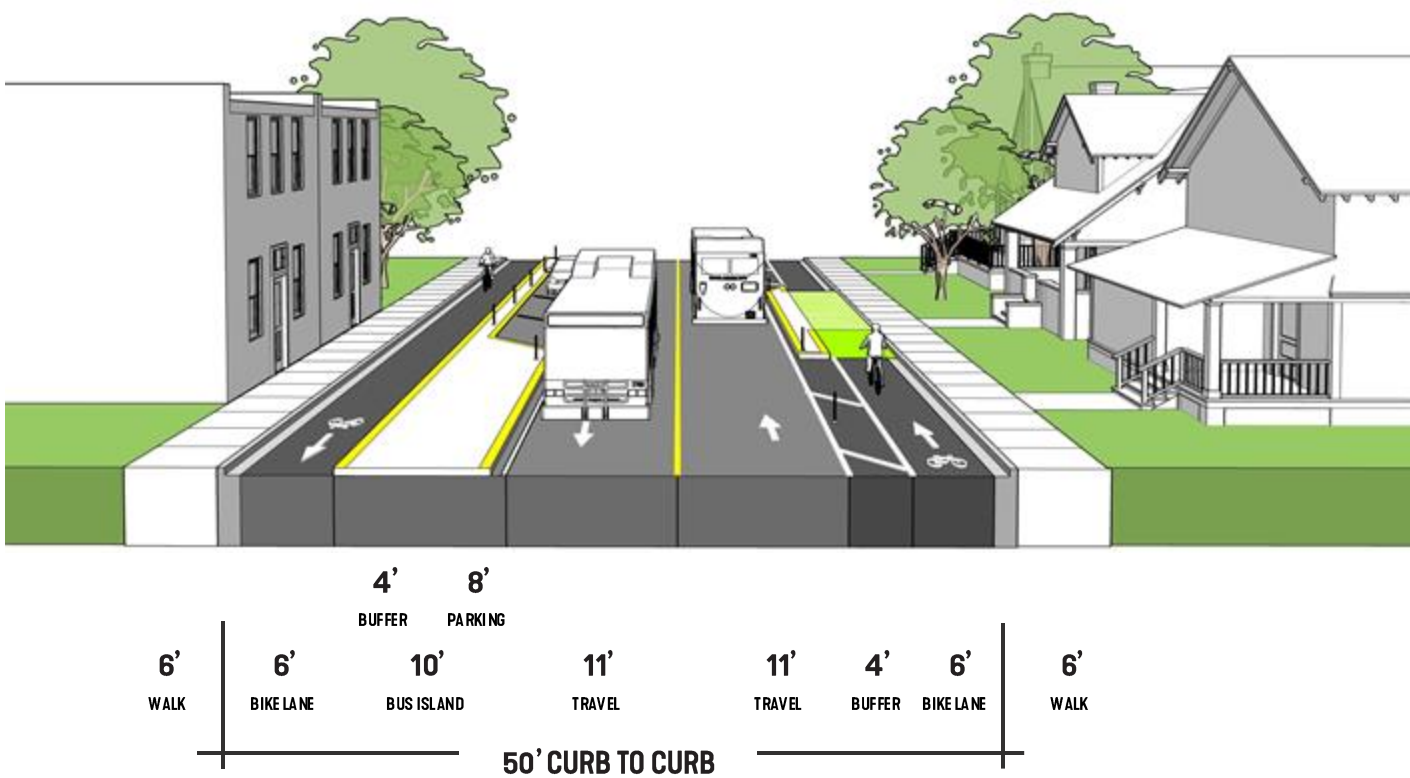 4’ 8’
BUFFER PARKING
6’ 6’ 10’ 11’ 11’ 4’ 6’ 6’
WALK BIKE LANE BUS ISLAND TRAVEL TRAVEL BUFFER BIKE LANE WALK
50’ CURB TO CURB